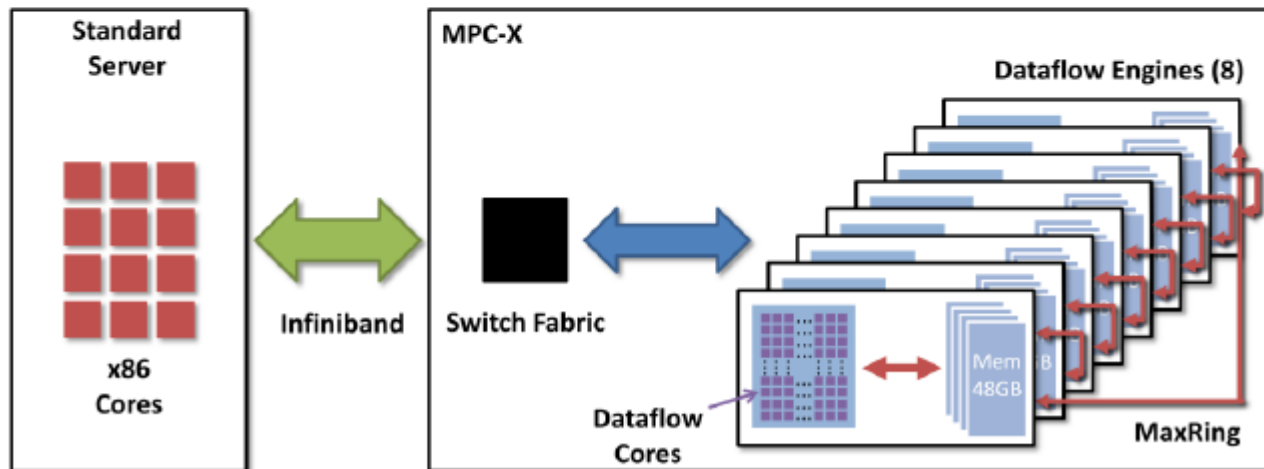 Standard
Server
x86
Cores
Infiniband
MPC-X
Switch Fabric
Dataflow Engines (8)
Mem
48GB
Dataflow
Cores
MaxRing